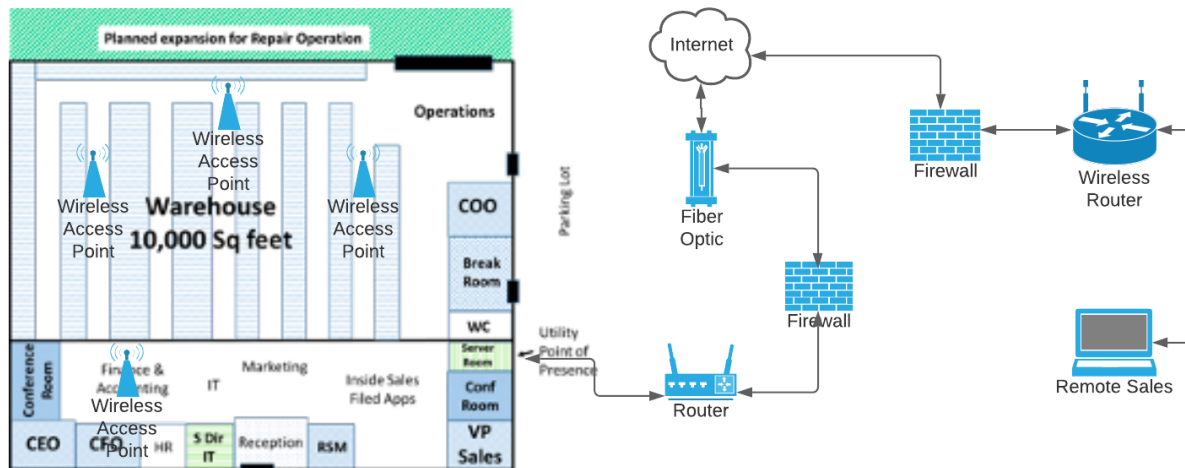 Planned expansion for Repair Operation
Operations
Wireless
Access
Point
Wireless
Access
Point
Wireless
Access
Point
Warehouse
10,000 Sq feet
COO
Break
Room
WC
Parking Lot
Utility
Point of
Presence
Server
Room
Conf
Room
VP
Sales
Conference
Room
Finance &
Accounting
IT
Marketing
Inside Sales
Filed Apps
Wireless
Access
Point
CEO
CFO
HR
S Dir
IT
Reception
RSM
Internet
Fiber
Optic
Firewall
Router
Firewall
Wireless
Router
Remote Sales